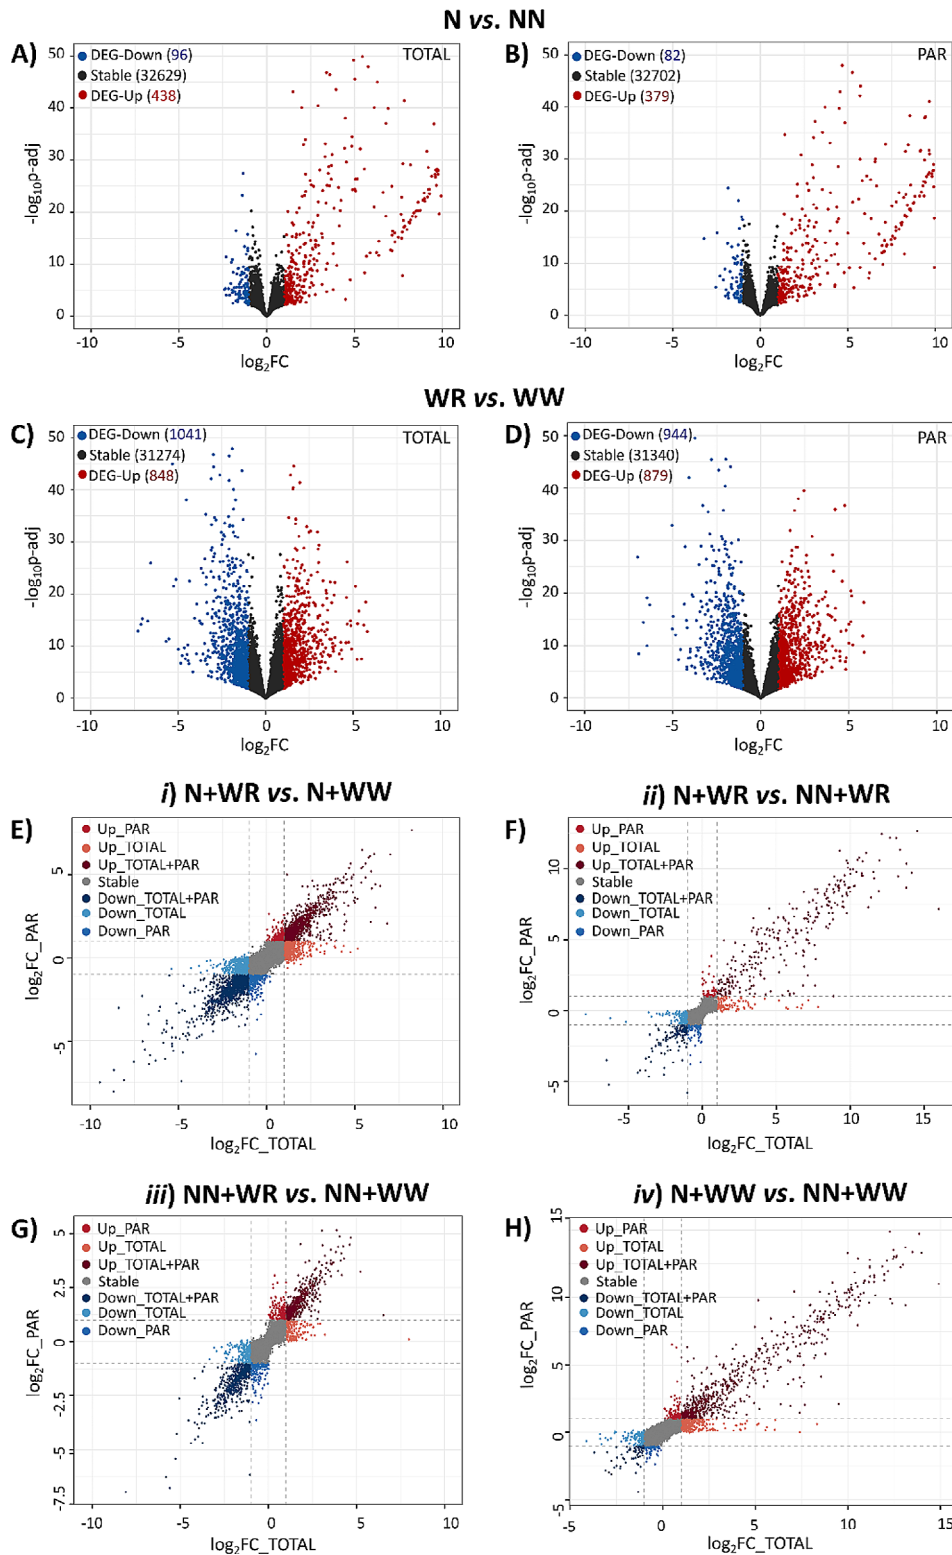 N vs. NN
A)
DEG-Down (96)
Stable (32629)
DEG-Up (438)
TOTAL
50
40
30
20
10
0
-log10p-adj
-10
-5
0
5
10
log2FC
B)
DEG-Down (82)
Stable (32702)
DEG-Up (379)
PAR
50
40
30
20
10
0
-log10p-adj
-10
-5
0
5
10
log2FC
WR vs. WW
C)
DEG-Down (1041)
Stable (31274)
DEG-Up (848)
TOTAL
50
40
30
20
10
0
-log10p-adj
-10
-5
0
5
10
log2FC
D)
DEG-Down (944)
Stable (31340)
DEG-Up (879)
PAR
50
40
30
20
10
0
-log10p-adj
-10
-5
0
5
10
log2FC
i) N+WR vs. N+WW
E)
Up_PAR
Up_TOTAL
Up_TOTAL+PAR
Stable
Down_TOTAL+PAR
Down_TOTAL
Down_PAR
5
0
-5
log2FC_PAR
-10
-5
0
5
10
log2FC_TOTAL
ii) N+WR vs. NN+WR
F)
Up_PAR
Up_TOTAL
Up_TOTAL+PAR
Stable
Down_TOTAL+PAR
Down_TOTAL
Down_PAR
10
5
0
-5
log2FC_PAR
-5
0
5
10
15
log2FC_TOTAL
iii) NN+WR vs. NN+WW
G)
Up_PAR
Up_TOTAL
Up_TOTAL+PAR
Stable
Down_TOTAL+PAR
Down_TOTAL
Down_PAR
5
2.5
0
-2.5
-5
-7.5
log2FC_PAR
-10
-5
0
5
10
log2FC_TOTAL
iv) N+WW vs. NN+WW
H)
Up_PAR
Up_TOTAL
Up_TOTAL+PAR
Stable
Down_TOTAL+PAR
Down_TOTAL
Down_PAR
15
10
5
0
-5
log2FC_PAR
-5
0
5
10
15
log2FC_TOTAL